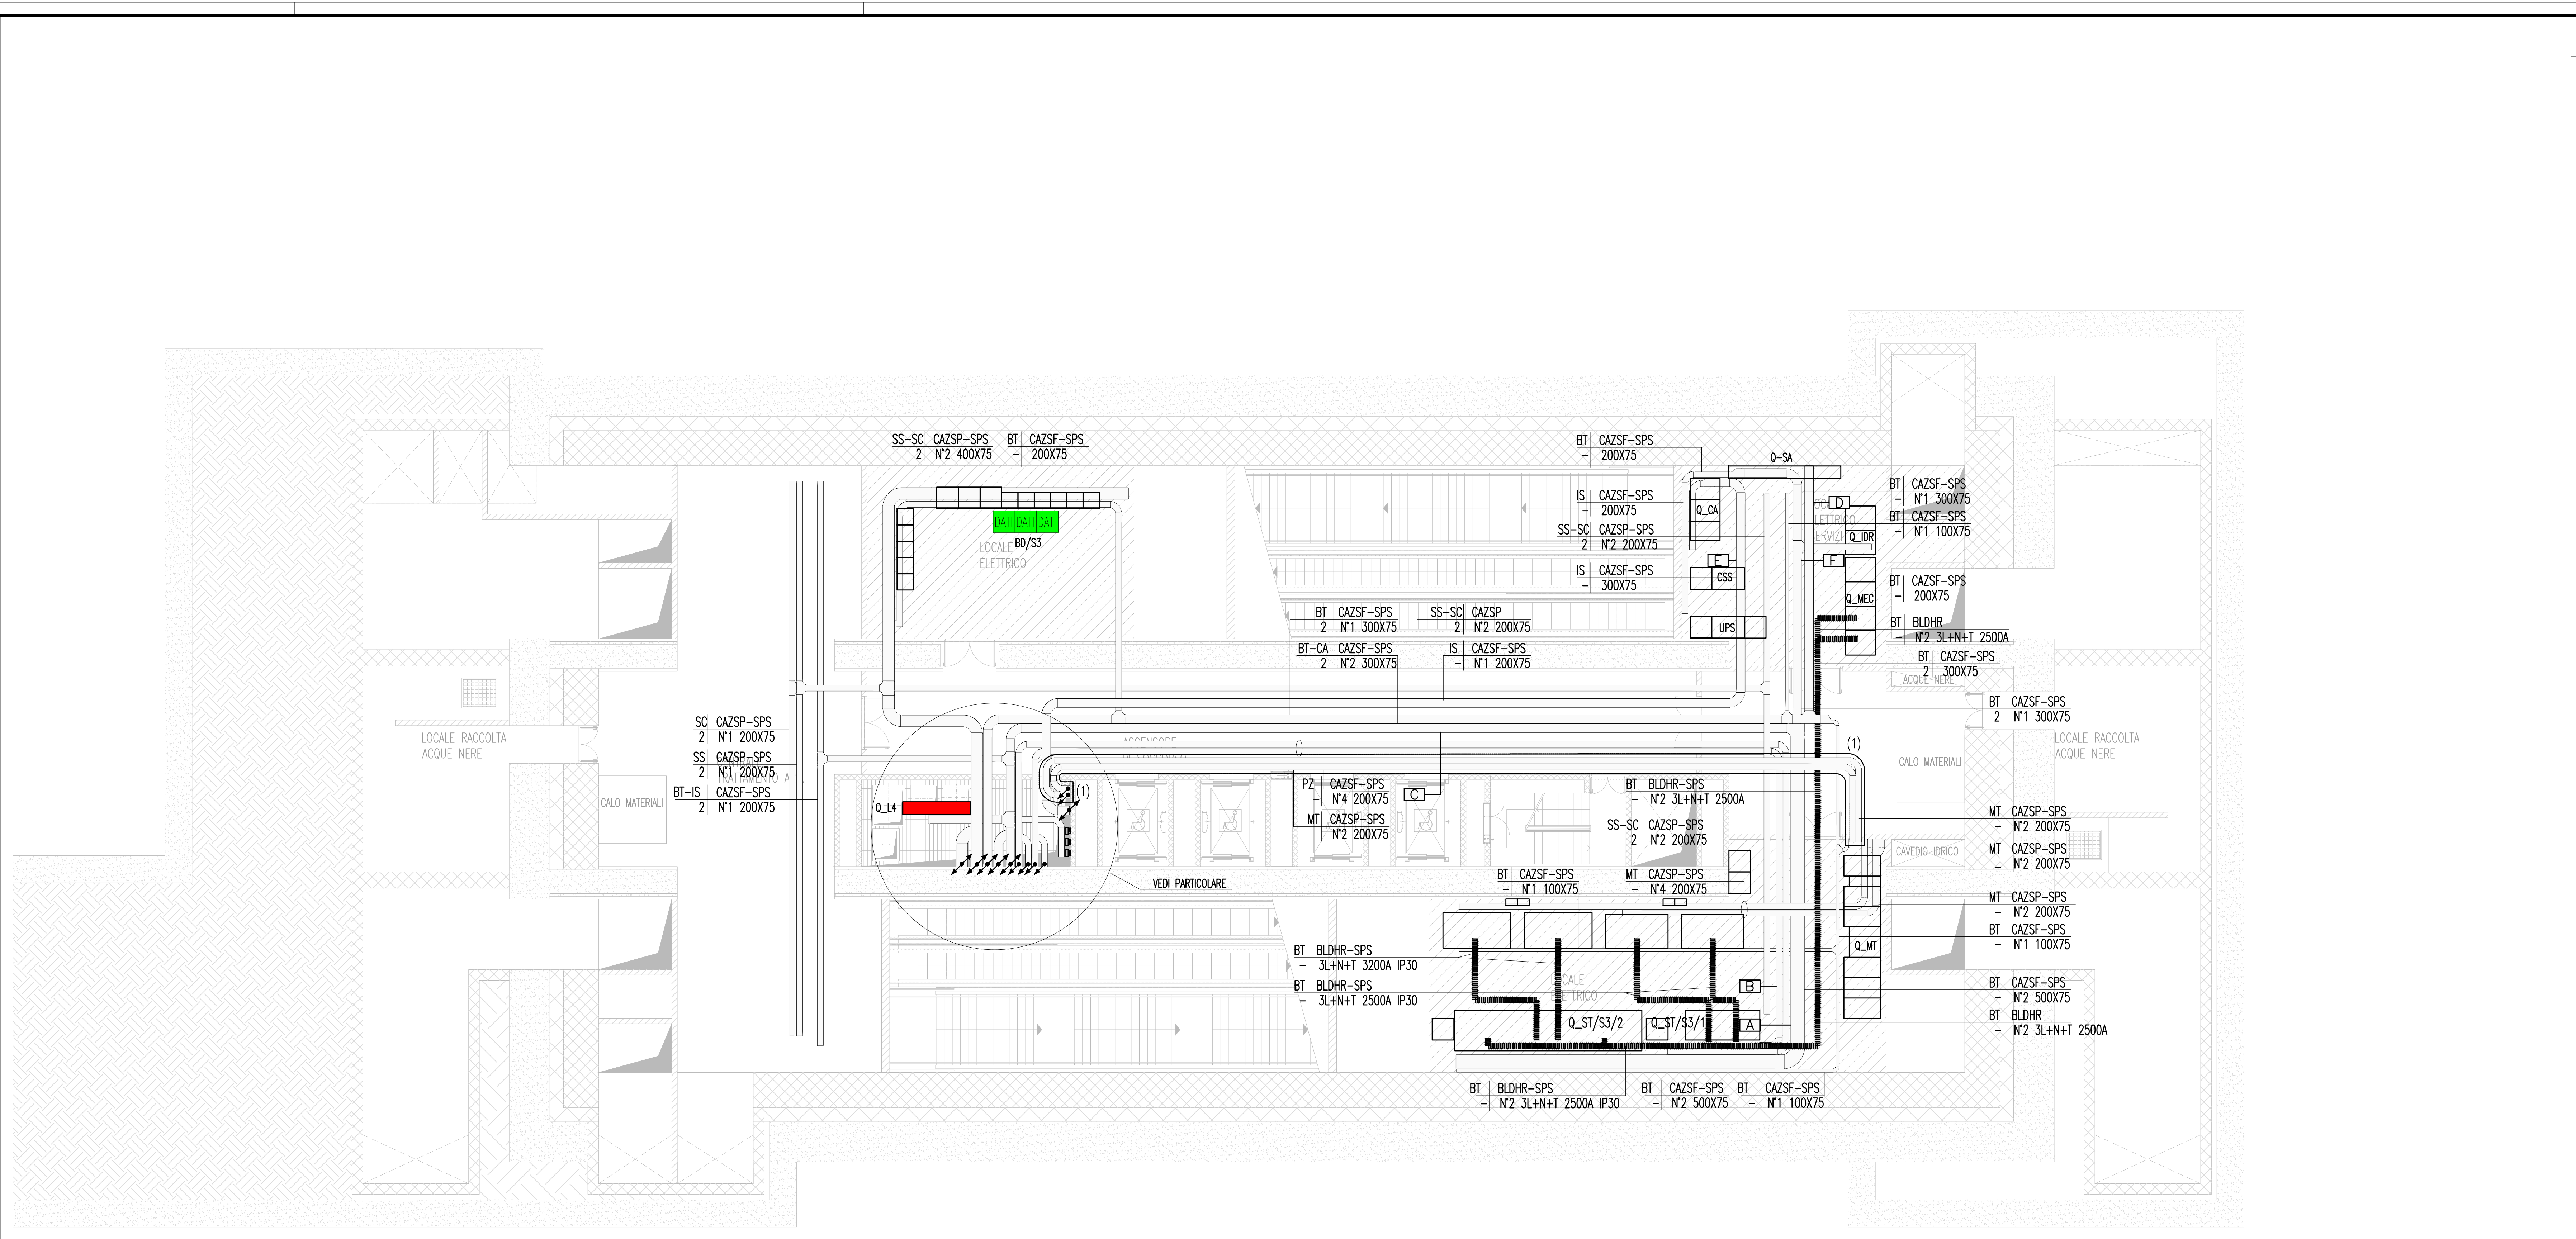 SS-SC CAZSP-SPS
2 N°2 400X75
BT CAZSF-SPS
- 200X75
DATI DATI DATI
BD/S3
LOCALE
ELETTRICO
BT CAZSF-SPS
- 200X75
Q-SA
IS CAZSF-SPS
- 200X75
Q_CA
SS-SC CAZSP-SPS
2 N°2 200X75
E
IS CAZSF-SPS
- 300X75
CSS
UPS
D
F
Q_IDR
Q_MEC
SERVIZI
BT CAZSF-SPS
- N°1 300X75
BT CAZSF-SPS
- N°1 100X75
BT CAZSF-SPS
- 200X75
BT BLDHR
- N°2 3L+N+T 2500A
BT CAZSF-SPS
2 300X75
ACQUE NERE
BT CAZSF-SPS
2 N°1 300X75
BT CAZSF-SPS
2 N°1 300X75
SS-SC CAZSP
2 N°2 200X75
BT-CA CAZSF-SPS
2 N°2 300X75
IS CAZSF-SPS
- N°1 200X75
LOCALE RACCOLTA
ACQUE NERE
CALO MATERIALI
SC CAZSP-SPS
2 N°1 200X75
SS CAZSP-SPS
2 N°1 200X75
BT-IS CAZSF-SPS
2 N°1 200X75
Q_L4
(1)
VEDI PARTICOLARE
ASCENSORE
PZ CAZSF-SPS
- N°4 200X75
MT CAZSP-SPS
N°2 200X75
C
BT BLDHR-SPS
- N°2 3L+N+T 2500A
SS-SC CAZSP-SPS
2 N°2 200X75
(1)
CALO MATERIALI
LOCALE RACCOLTA
ACQUE NERE
CAVEDIO IDRICO
MT CAZSP-SPS
- N°2 200X75
MT CAZSP-SPS
- N°2 200X75
MT CAZSP-SPS
- N°2 200X75
BT CAZSF-SPS
- N°1 100X75
BT CAZSF-SPS
- N°2 500X75
BT BLDHR
- N°2 3L+N+T 2500A
BT CAZSF-SPS
- N°1 100X75
MT CAZSP-SPS
- N°4 200X75
Q_MT
BT BLDHR-SPS
- 3L+N+T 3200A IP30
BT BLDHR-SPS
- 3L+N+T 2500A IP30
LOCALE
ELETTRICO
B
A
Q_ST/S3/2
Q_ST/S3/1
BT BLDHR-SPS
- N°2 3L+N+T 2500A IP30
BT CAZSF-SPS
- N°2 500X75
BT CAZSF-SPS
- N°1 100X75